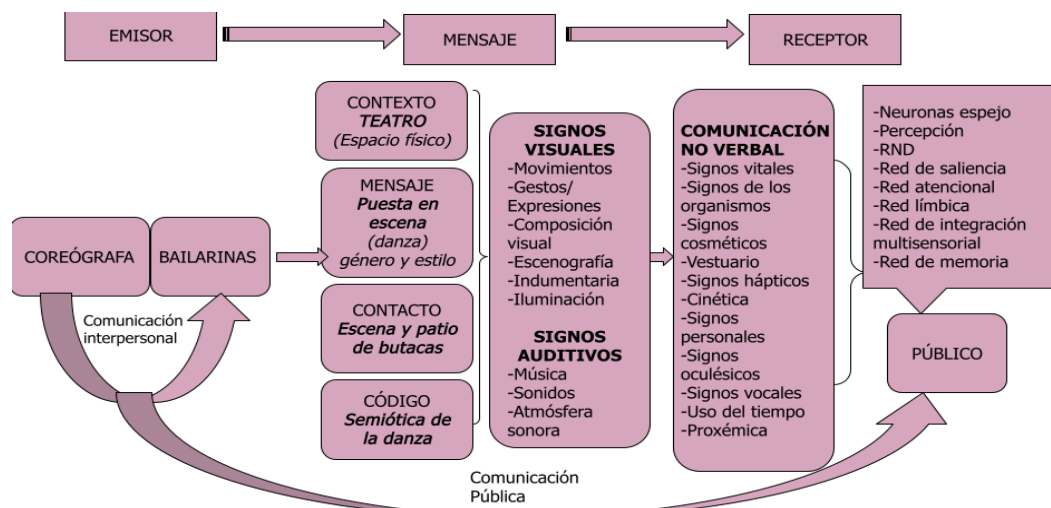 EMISOR
MENSAJE
RECEPTOR
COREÓGRAFA
BAILARINAS
Comunicación
interpersonal
CONTEXTO
TEATRO
(Espacio físico)
MENSAJE
Puesta en
escena
(danza)
género y estilo
CONTACTO
Escena y patio
de butacas
CÓDIGO
Semiótica de
la danza
SIGNOS
VISUALES
-Movimientos
-Gestos/
Expresiones
-Composición
visual
-Escenografía
-Indumentaria
-Iluminación
SIGNOS
AUDITIVOS
-Música
-Sonidos
-Atmósfera
sonora
COMUNICACIÓN
NO VERBAL
-Signos vitales
-Signos de los
organismos
-Signos
cosméticos
-Vestuario
-Signos hápticos
-Cinética
-Signos
personales
-Signos
oculésicos
-Signos vocales
-Uso del tiempo
-Proxémica
-Neuronas espejo
-Percepción
-RND
-Red de saliencia
-Red atencional
-Red límbica
-Red de integración
multisensorial
-Red de memoria
PÚBLICO
Comunicación
Pública